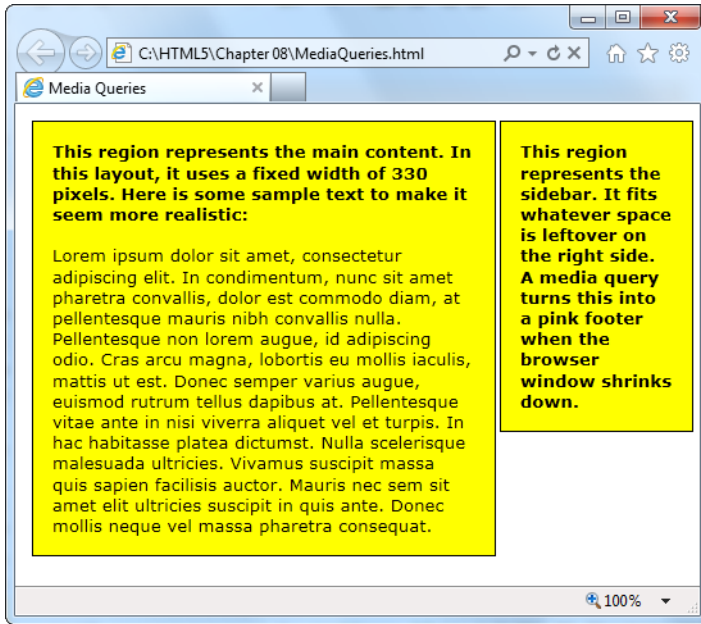 C:\HTML5\Chapter 08\MediaQueries.html
Media Queries
This region represents the main content. In
this layout, it uses a fixed width of 330
pixels. Here is some sample text to make it
seem more realistic:
Lorem ipsum dolor sit amet, consectetur
adipiscing elit. In condimentum, nunc sit amet
pharetra convallis, dolor est commodo diam, at
pellentesque mauris nibh convallis nulla.
Pellentesque non lorem augue, id adipiscing
odio. Cras arcu magna, lobortis eu mollis iaculis,
mattis ut est. Donec semper varius augue,
euismod rutrum tellus dapibus at. Pellentesque
vitae ante in nisi viverra aliquet vel et turpis. In
hac habitasse platea dictumst. Nulla scelerisque
malesuada ultricies. Vivamus suscipit massa
quis sapien facilisis auctor. Mauris nec sem sit
amet elit ultricies suscipit in quis ante. Donec
mollis neque vel massa pharetra consequat.
This region
represents the
sidebar. It fits
whatever space
is leftover on
the right side.
A media query
turns this into
a pink footer
when the
browser
window shrinks
down.
100%